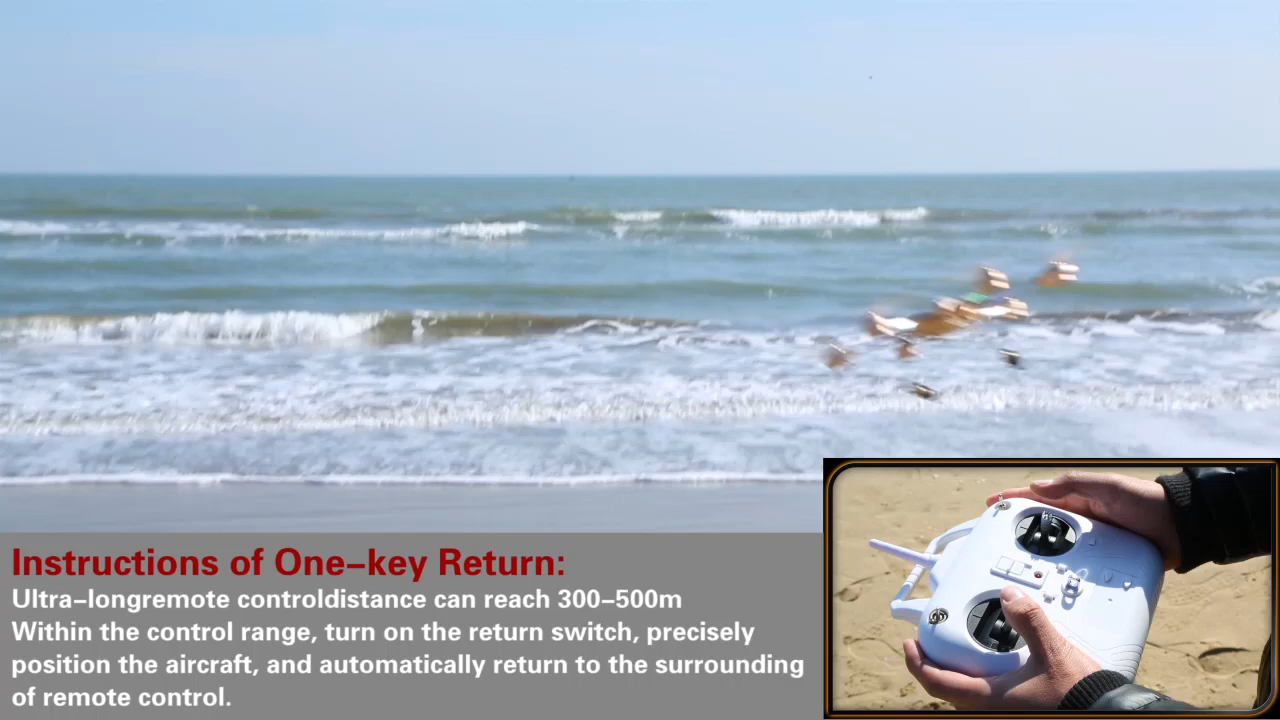 Instructions of One-key Return:
Ultra-longremote controldistance can reach 300-500m
Within the control range, turn on the return switch, precisely
position the aircraft, and automatically return to the surrounding
of remote control.